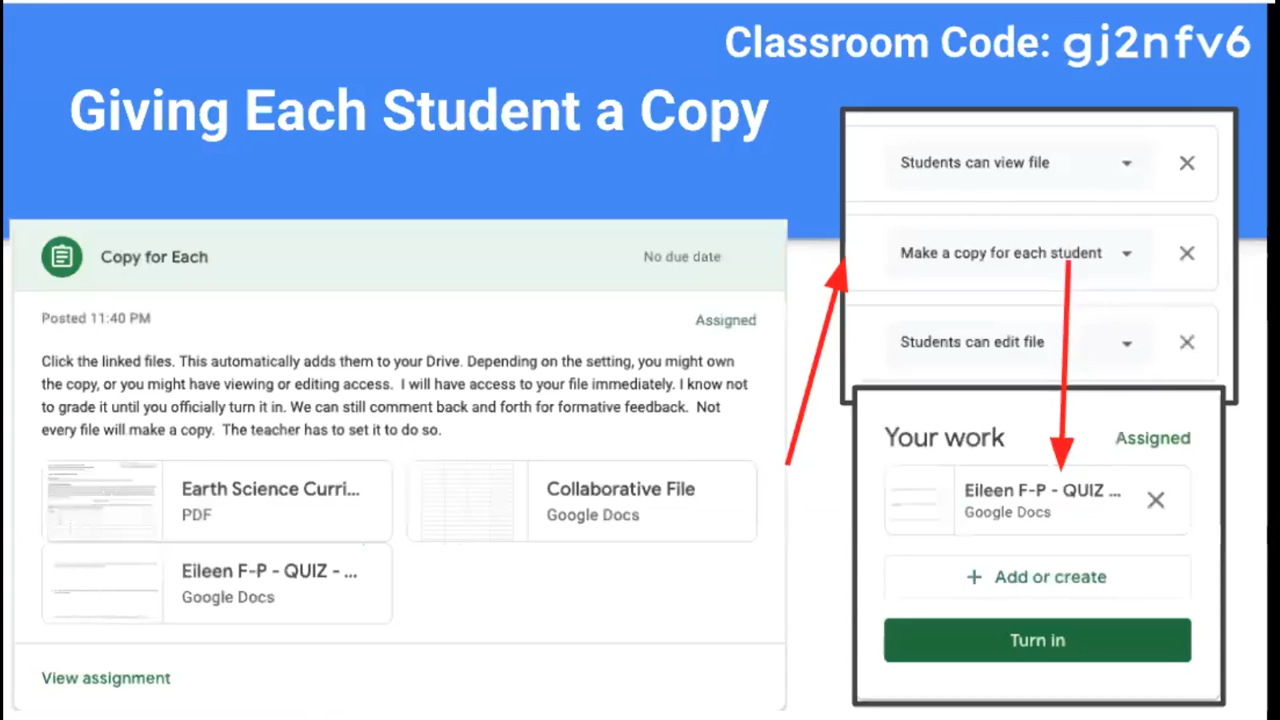 Classroom Code: gj2nfv6
Giving Each Student a Copy
Copy for Each
No due date
Posted 11:40 PM
Assigned
Click the linked files. This automatically adds them to your Drive. Depending on the setting, you might own
the copy, or you might have viewing or editing access. I will have access to your file immediately. I know not
to grade it until you officially turn it in. We can still comment back and forth for formative feedback. Not
every file will make a copy. The teacher has to set it to do so.
Earth Science Curri...
PDF
Collaborative File
Google Docs
Eileen F-P - QUIZ - ...
Google Docs
View assignment
Students can view file
Make a copy for each student
Students can edit file
Your work
Assigned
Eileen F-P - QUIZ ...
Google Docs
+ Add or create
Turn in